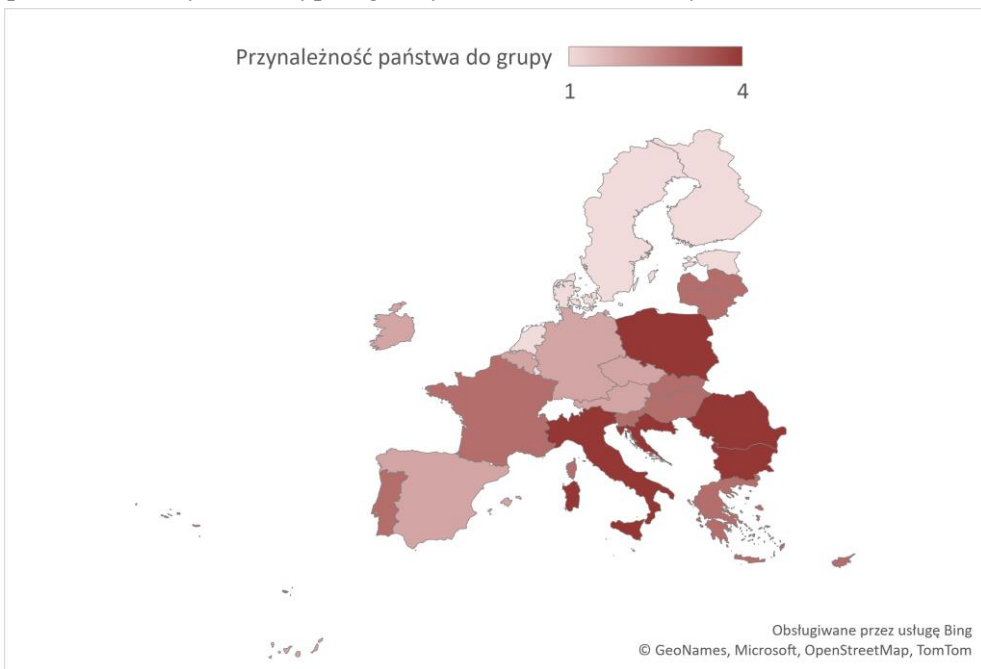 Przynależność państwa do grupy
1 4
Obsługiwane przez usługę Bing
© GeoNames, Microsoft, OpenStreetMap, TomTom